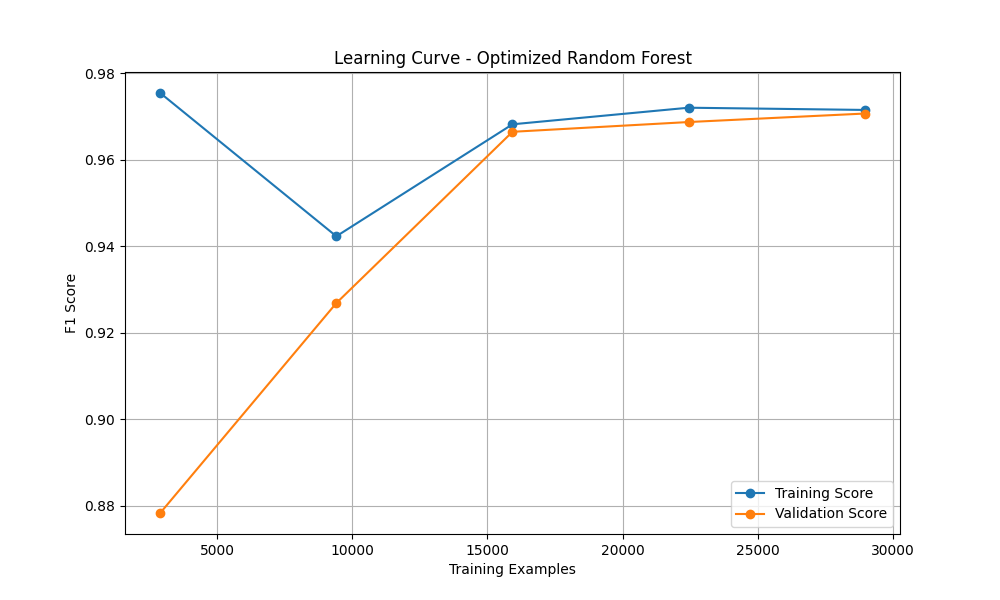 Learning Curve - Optimized Random Forest
0.98
0.96
0.94
0.92
0.90
0.88
F1 Score
5000
10000
15000
20000
25000
30000
Training Examples
Training Score
Validation Score